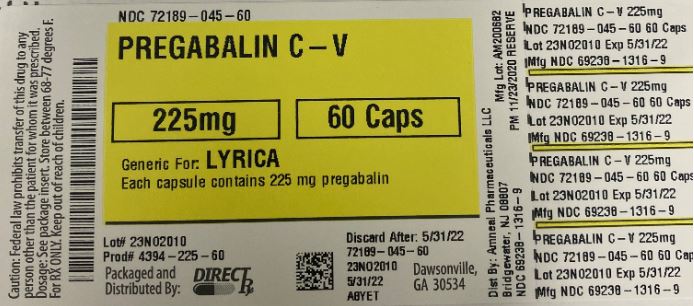 NDC 72189-045-60
PREGABALIN C-V
225mg
60 Caps
Generic For: LYRICA
Each capsule contains 225 mg pregabalin
Lot# 23N02010
Prod# 4394-225-60
Packaged and
Distributed By:
DIRECT Rx
Discard After: 5/31/22
72189-045-60
23N02010
5/31/22
ABYET
Dawsonville,
GA 30534
Caution: Federal law prohibits transfer of this drug to any
person other than the patient for whom it was prescribed.
Dosage:See package insert. Store between 68-77 degrees F.
For RX ONLY. Keep out of reach of children.
Mfg Lot: AM200682
PM 11/23/2020 RESERVE
Dist By: Amneal Pharmaceuticals LLC
Bridgewater, NJ 08807
NDC 69238-1316-9
PREGABALIN C-V 225mg
NDC 72189-045-60 60 Caps
Lot 23N02010 Exp 5/31/22
Mfg NDC 69238-1316-9
PREGABALIN C-V 225mg
NDC 72189-045-60 60 Caps
Lot 23N02010 Exp 5/31/22
Mfg NDC 69238-1316-9
PREGABALIN C-V 225mg
NDC 72189-045-60 60 Caps
Lot 23N02010 Exp 5/31/22
Mfg NDC 69238-1316-9
PREGABALIN C-V 225mg
NDC 72189-045-60 60 Caps
Lot 23N02010 Exp 5/31/22
Mfg NDC 69238-1316-9